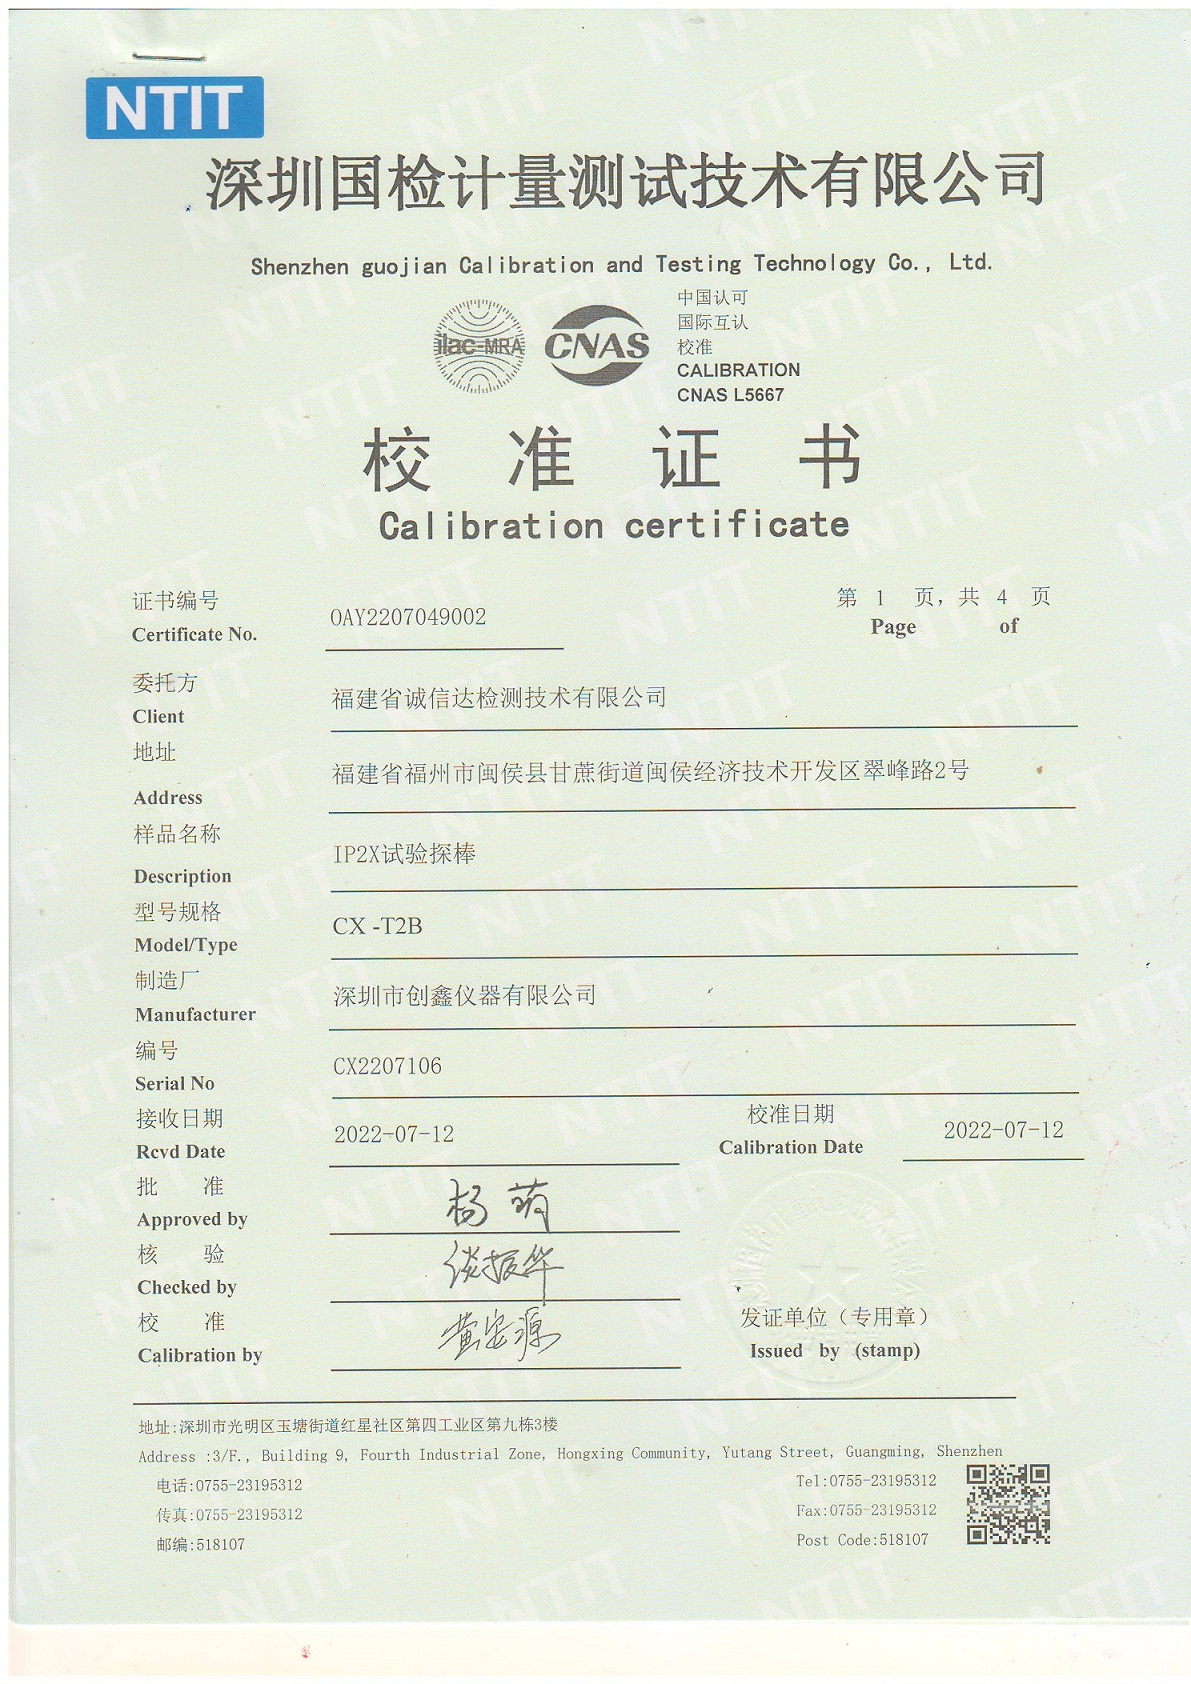 NTIT
深圳国检计量测试技术有限公司
Shenzhen guojian Calibration and Testing Technology Co., Ltd.
ilac-MRA
CNAS
中国认可
国际互认
校准
CALIBRATION
CNAS L5667
校 准 证 书
Calibration certificate
证书编号
Certificate No.
OAY2207049002
第 1 页，共 4 页
Page of
委托方
Client
福建省诚信达检测技术有限公司
地址
Address
福建省福州市闽侯县甘蔗街道闽侯经济技术开发区翠峰路2号
样品名称
Description
IP2X试验探棒
型号规格
Model/Type
CX -T2B
制造厂
Manufacturer
深圳市创鑫仪器有限公司
编号
Serial No
CX2207106
接收日期
Rcvd Date
2022-07-12
校准日期
Calibration Date
2022-07-12
批 准
Approved by
杨萌
核 验
Checked by
校 准
Calibration by
发证单位（专用章）
Issued by (stamp)
地址:深圳市光明区玉塘街道红星社区第四工业区第九栋3楼
Address :3/F., Building 9, Fourth Industrial Zone, Hongxing Community, Yutang Street, Guangming, Shenzhen
电话:0755-23195312
Tel:0755-23195312
传真:0755-23195312
Fax:0755-23195312
邮编:518107
Post Code:518107